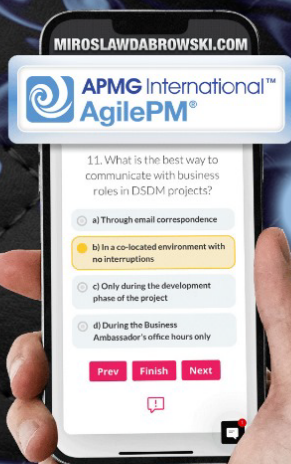 MIROSLAWDABROWSKI.COM
APMG International™
AgilePM®
11. What is the best way to
communicate with business
roles in DSDM projects?
a) Through email correspondence
b) In a co-located environment with
no interruptions
c) Only during the development
phase of the project
d) During the Business
Ambassador's office hours only
Prev
Finish
Next